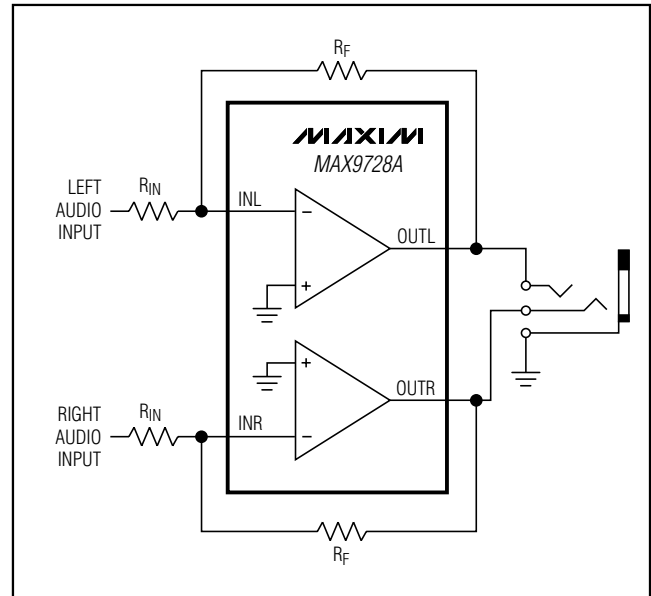 RF
MAXIM
MAX9728A
LEFT
AUDIO
INPUT
RIN
INL
−
+
OUTL
+
−
OUTR
RIGHT
AUDIO
INPUT
RIN
INR
RF